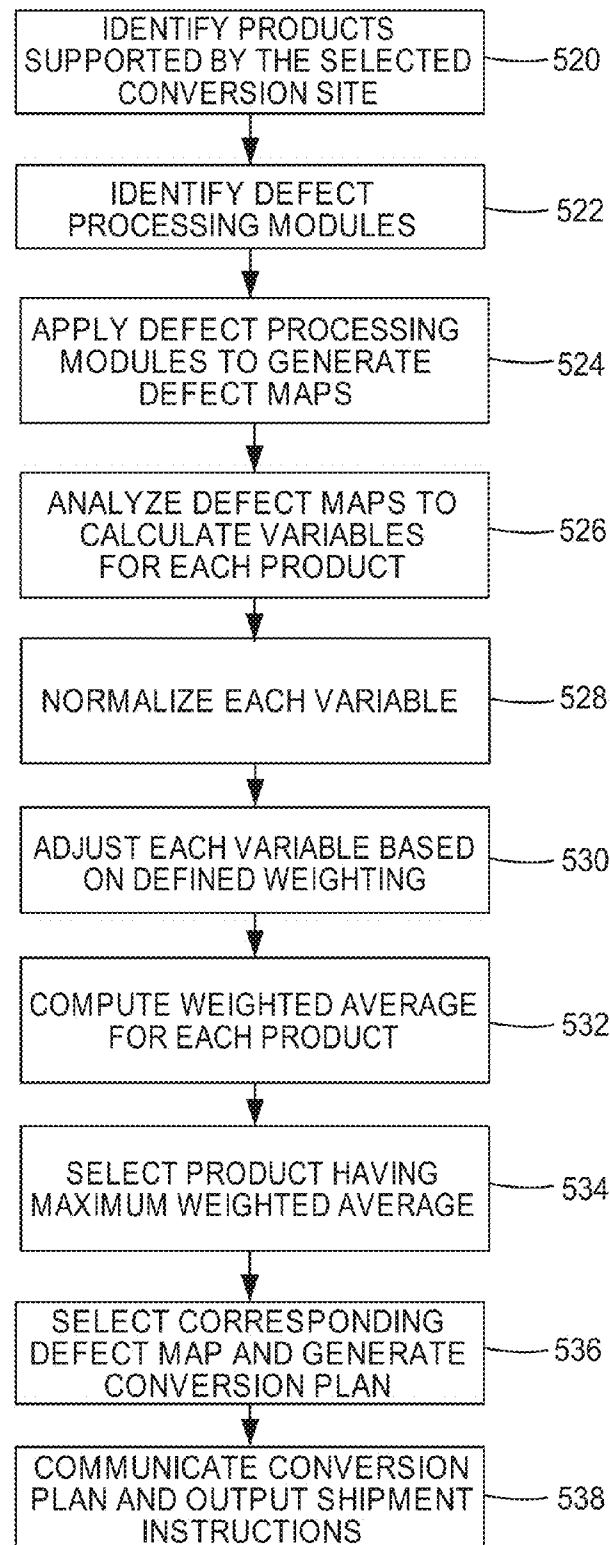 IDENTIFY PRODUCTS
SUPPORTED BY THE SELECTED
CONVERSION SITE
520
IDENTIFY DEFECT
PROCESSING MODULES
522
APPLY DEFECT PROCESSING
MODULES TO GENERATE
DEFECT MAPS
524
ANALYZE DEFECT MAPS TO
CALCULATE VARIABLES
FOR EACH PRODUCT
526
NORMALIZE EACH VARIABLE
528
ADJUST EACH VARIABLE BASED
ON DEFINED WEIGHTING
530
COMPUTE WEIGHTED AVERAGE
FOR EACH PRODUCT
532
SELECT PRODUCT HAVING
MAXIMUM WEIGHTED AVERAGE
534
SELECT CORRESPONDING
DEFECT MAP AND GENERATE
CONVERSION PLAN
536
COMMUNICATE CONVERSION
PLAN AND OUTPUT SHIPMENT
INSTRUCTIONS
538